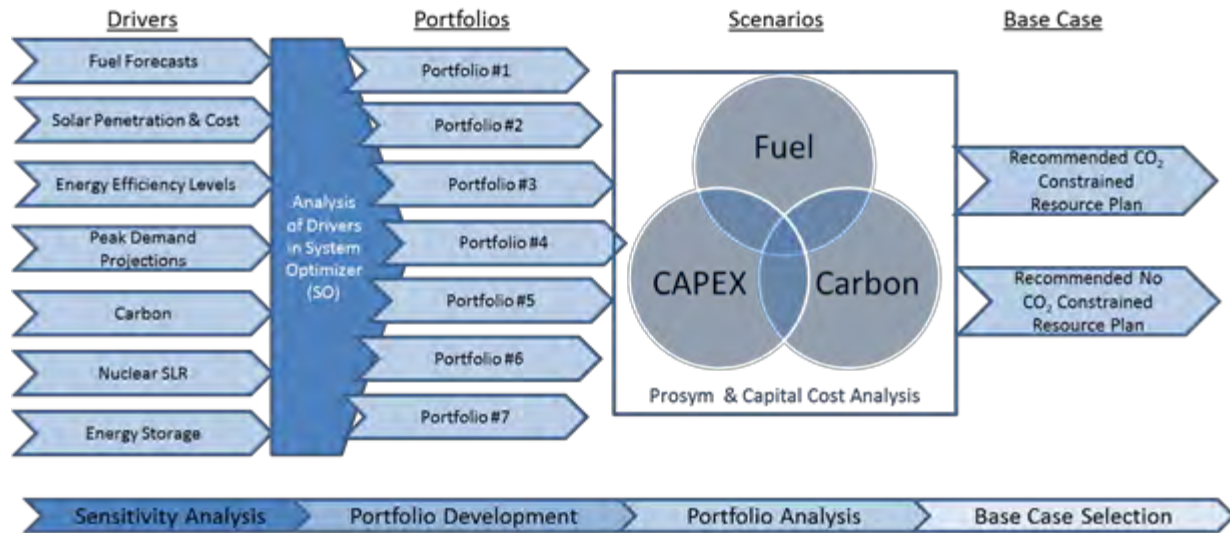 Drivers
Portfolios
Scenarios
Base Case
Fuel Forecasts
Solar Penetration & Cost
Energy Efficiency Levels
Peak Demand
Projections
Carbon
Nuclear SLR
Energy Storage
Analysis
of Drivers
in System
Optimizer
(SO)
Portfolio #1
Portfolio #2
Portfolio #3
Portfolio #4
Portfolio #5
Portfolio #6
Portfolio #7
Fuel
CAPEX
Carbon
Prosym & Capital Cost Analysis
Recommended CO₂
Constrained
Resource Plan
Recommended No
CO₂ Constrained
Resource Plan
Sensitivity Analysis
Portfolio Development
Portfolio Analysis
Base Case Selection